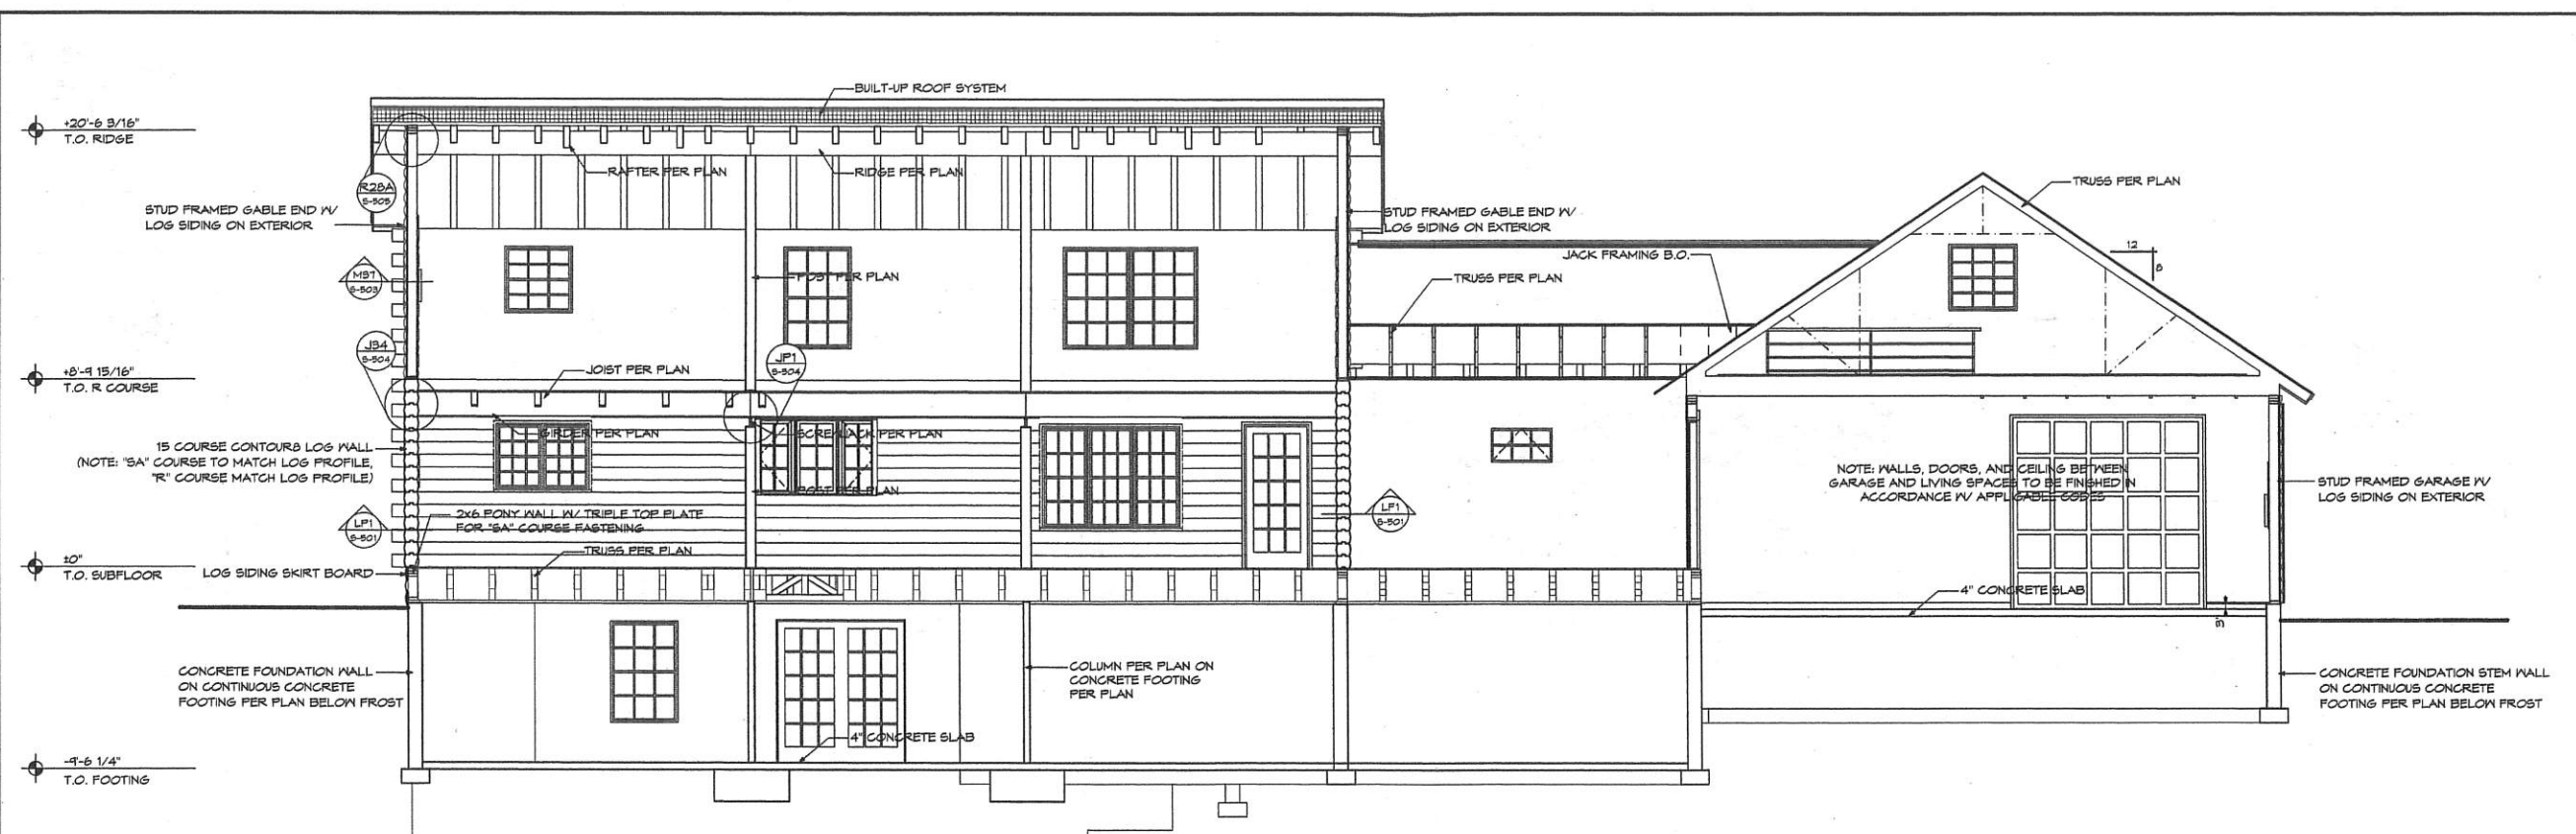 BUILT-UP ROOF SYSTEM
+20'-6 3/16"
T.O. RIDGE
RAFTER PER PLAN
RIDGE PER PLAN
TRUSS PER PLAN
R28A
S-505
STUD FRAMED GABLE END W/
LOG SIDING ON EXTERIOR
STUD FRAMED GABLE END W/
LOG SIDING ON EXTERIOR
12
8
JACK FRAMING B.O.
M37
S-503
POST PER PLAN
TRUSS PER PLAN
J34
S-504
JP1
S-504
+8'-9 15/16"
T.O. R COURSE
JOIST PER PLAN
GIRDER PER PLAN
SCREW JACK PER PLAN
15 COURSE CONTOUR8 LOG WALL
(NOTE: "SA" COURSE TO MATCH LOG PROFILE,
"R" COURSE MATCH LOG PROFILE)
NOTE: WALLS, DOORS, AND CEILING BETWEEN
GARAGE AND LIVING SPACES TO BE FINISHED IN
ACCORDANCE W/ APPLICABLE CODES
STUD FRAMED GARAGE W/
LOG SIDING ON EXTERIOR
POST PER PLAN
LP1
S-501
2x6 PONY WALL W/ TRIPLE TOP PLATE
FOR "SA" COURSE FASTENING
LP1
S-501
TRUSS PER PLAN
±0"
T.O. SUBFLOOR
LOG SIDING SKIRT BOARD
4" CONCRETE SLAB
3"
CONCRETE FOUNDATION WALL
ON CONTINUOUS CONCRETE
FOOTING PER PLAN BELOW FROST
COLUMN PER PLAN ON
CONCRETE FOOTING
PER PLAN
CONCRETE FOUNDATION STEM WALL
ON CONTINUOUS CONCRETE
FOOTING PER PLAN BELOW FROST
4" CONCRETE SLAB
-9'-6 1/4"
T.O. FOOTING